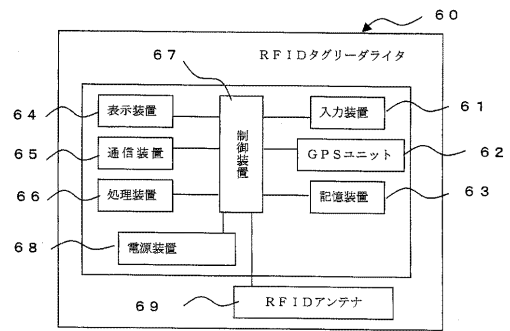 60
RFIDタグリーダライタ
67
64
表示装置
入力装置
61
65
通信装置
制御装置
GPSユニット
62
66
処理装置
記憶装置
63
68
電源装置
69
RFIDアンテナ